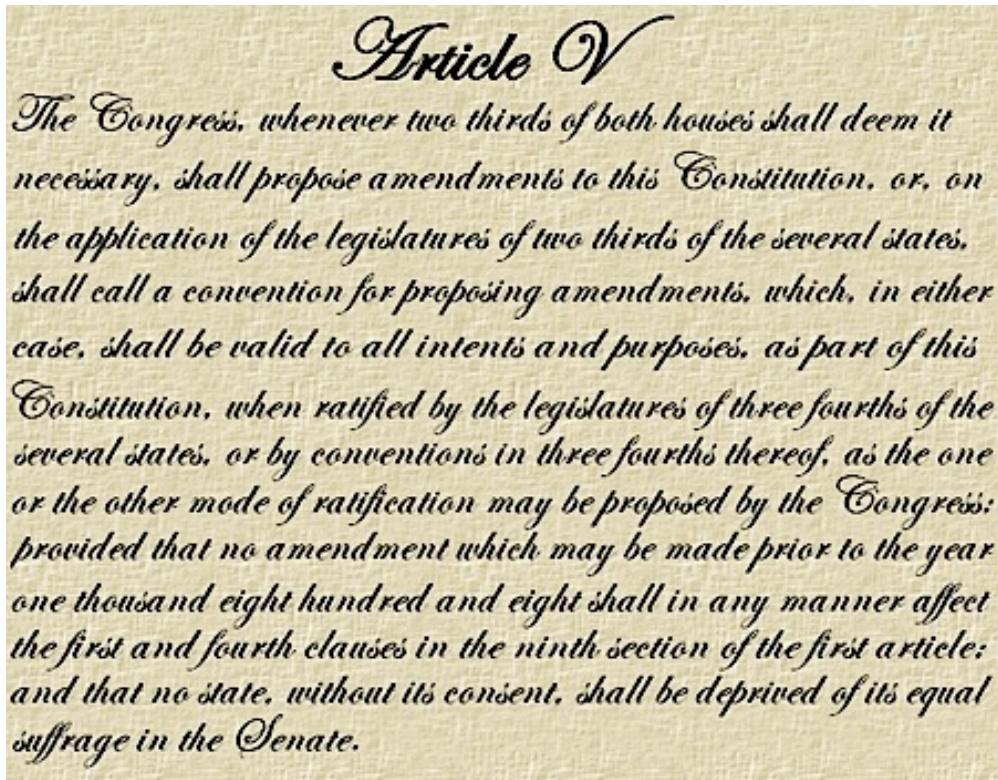 Article V
The Congress, whenever two thirds of both houses shall deem it
necessary, shall propose amendments to this Constitution, or, on
the application of the legislatures of two thirds of the several states,
shall call a convention for proposing amendments, which, in either
case, shall be valid to all intents and purposes, as part of this
Constitution, when ratified by the legislatures of three fourths of the
several states, or by conventions in three fourths thereof, as the one
or the other mode of ratification may be proposed by the Congress;
provided that no amendment which may be made prior to the year
one thousand eight hundred and eight shall in any manner affect
the first and fourth clauses in the ninth section of the first article;
and that no state, without its consent, shall be deprived of its equal
suffrage in the Senate.